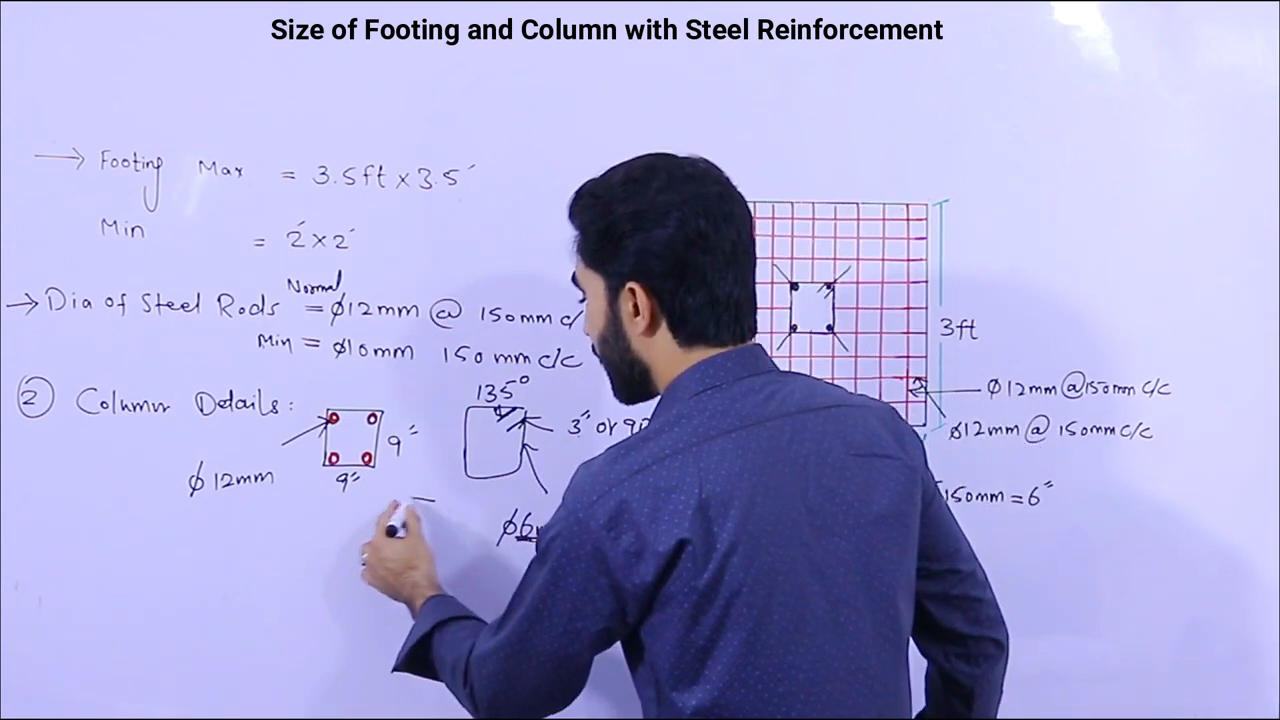 Size of Footing and Column with Steel Reinforcement
→ Footing Max = 3.5ft × 3.5′
Min = 2′ × 2′
→ Dia of Steel Rods Normal = ϕ12mm @ 150mm c/
Min = ϕ10mm 150 mm c/c
② Column Details:
ϕ12mm
9″
9″
135°
3″ or
ϕ6
3ft
ϕ12mm @150mm c/c
ϕ12mm @ 150mm c/c
150mm = 6″